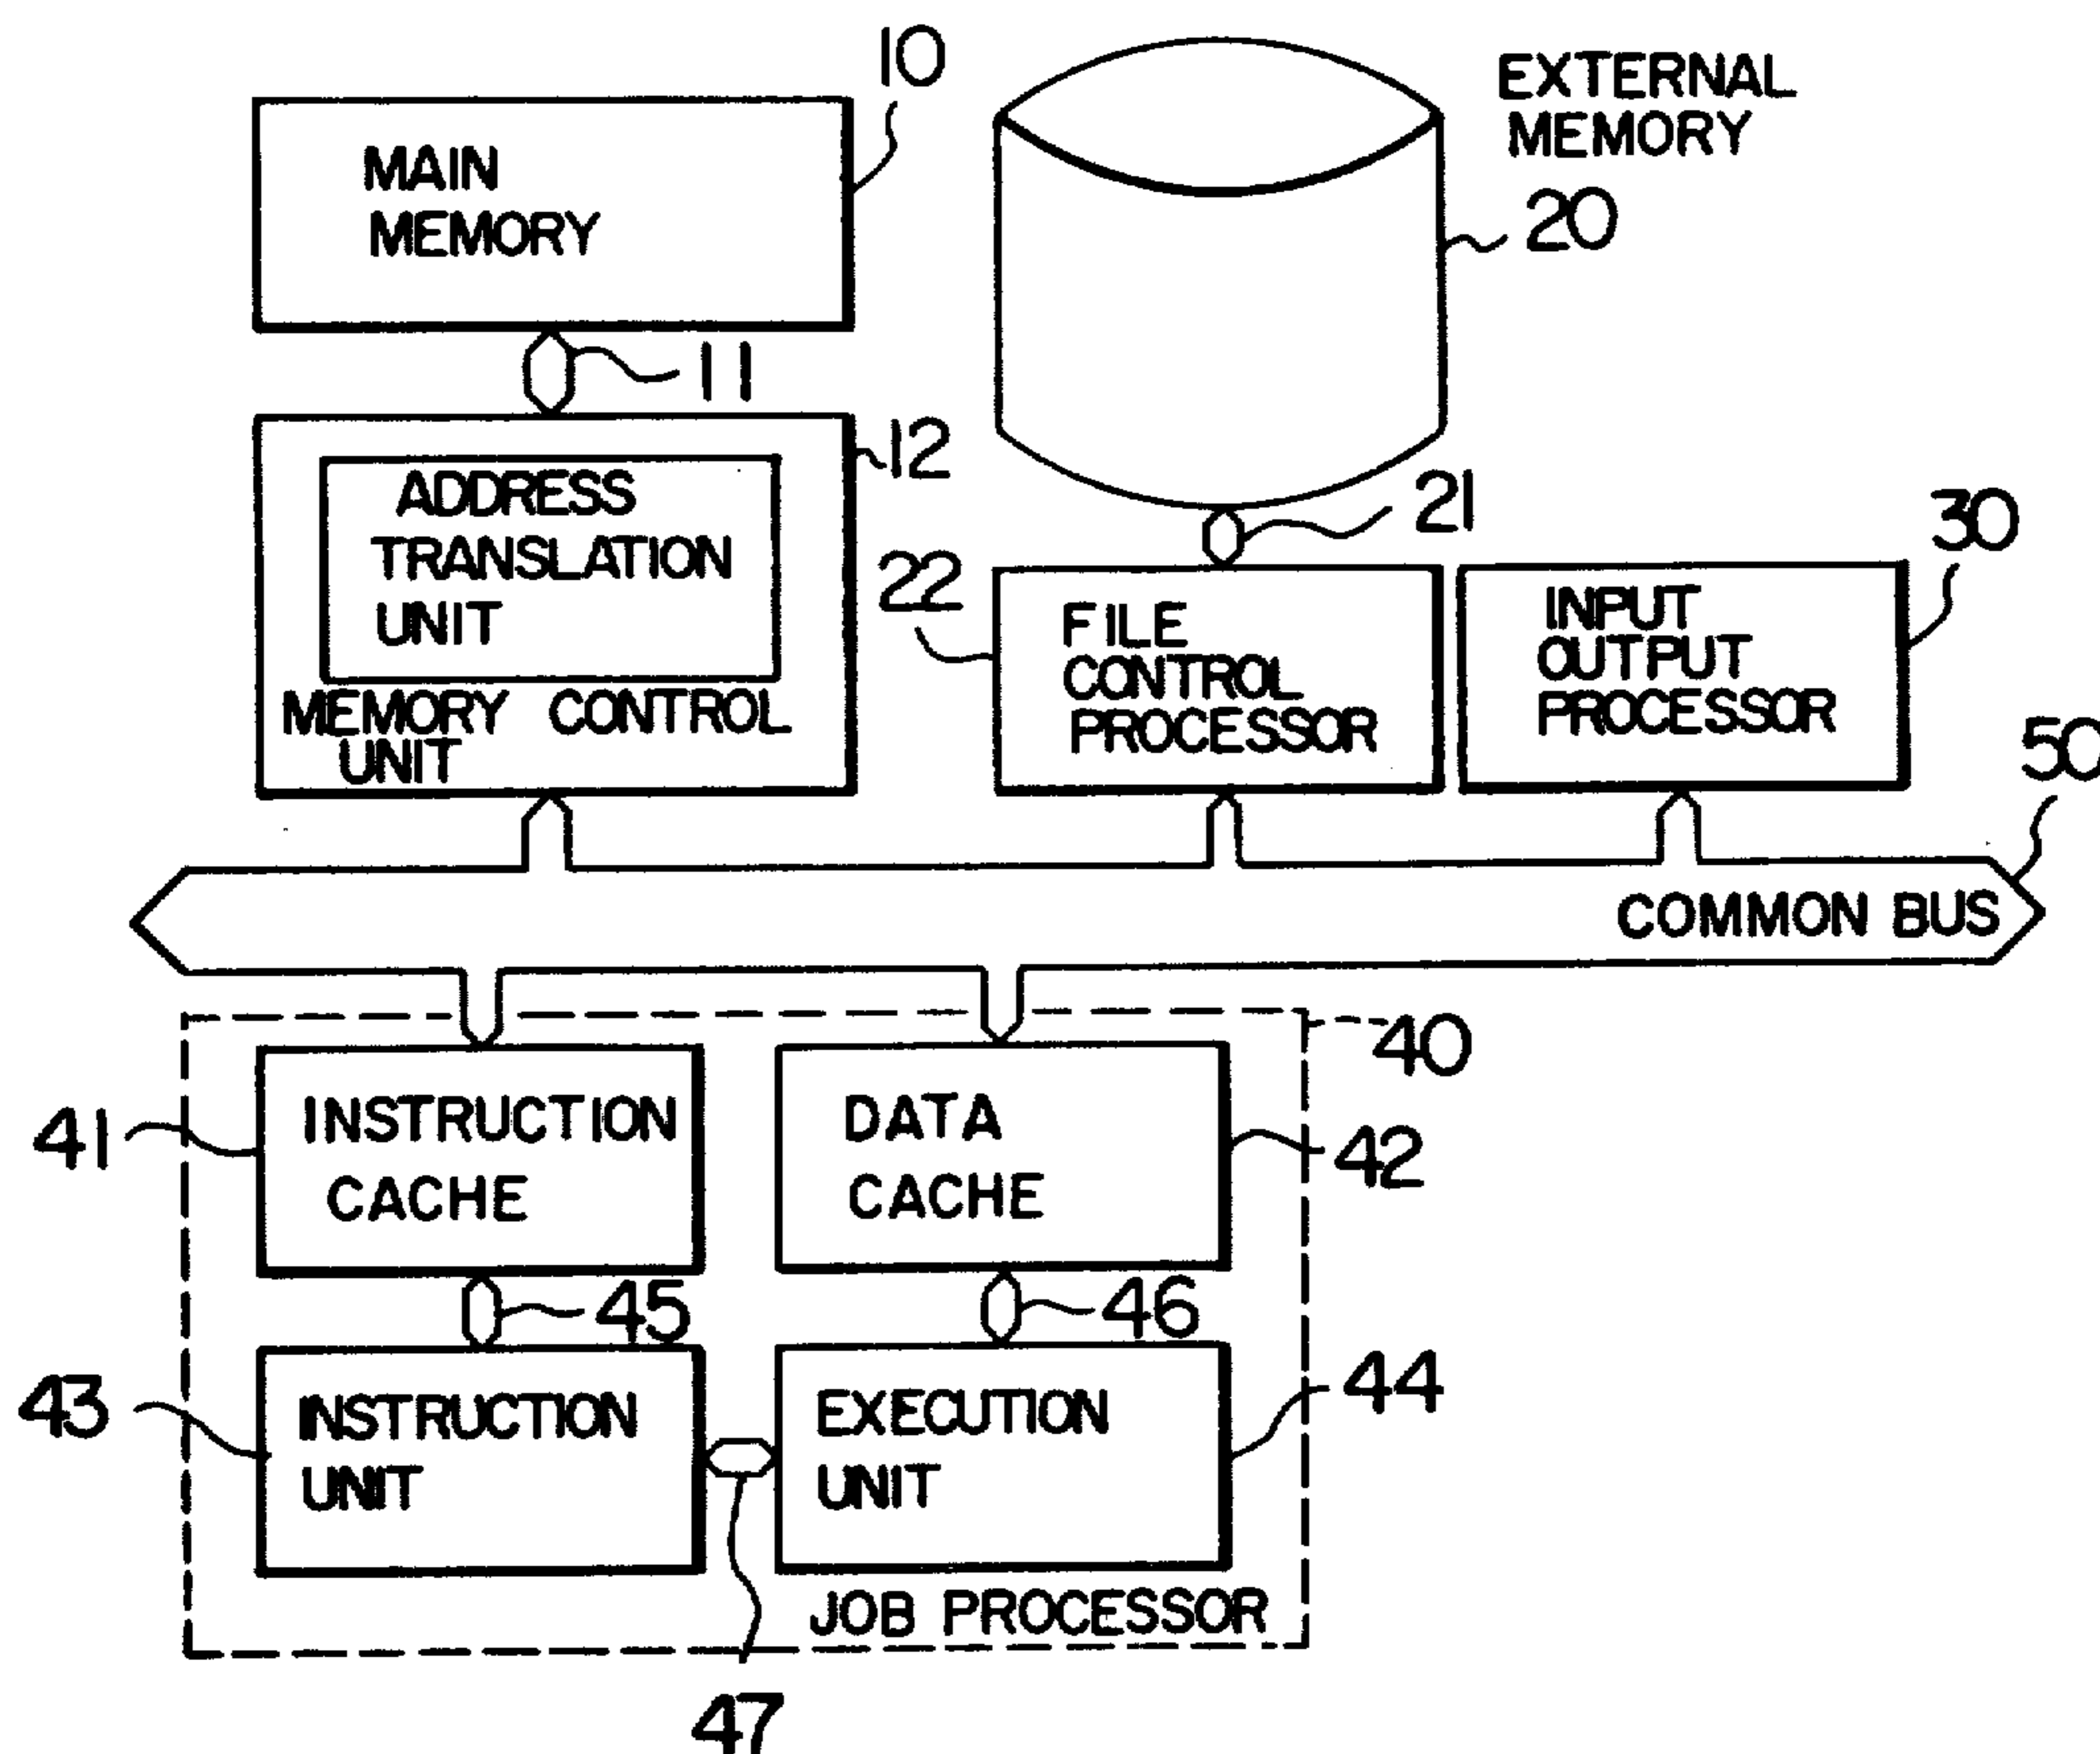 10
MAIN
MEMORY
EXTERNAL
MEMORY
20
11
12
ADDRESS
TRANSLATION
UNIT
MEMORY CONTROL
UNIT
21
22
FILE
CONTROL
PROCESSOR
30
INPUT
OUTPUT
PROCESSOR
50
COMMON BUS
40
41
INSTRUCTION
CACHE
DATA
CACHE
42
45
46
43
INSTRUCTION
UNIT
EXECUTION
UNIT
44
JOB PROCESSOR
47